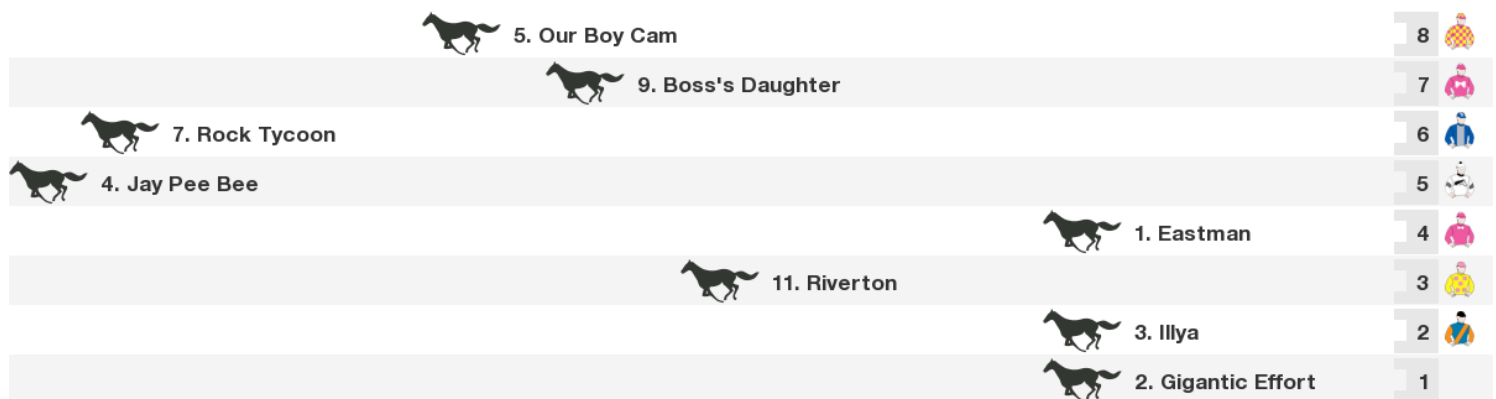 5. Our Boy Cam 8
9. Boss's Daughter 7
7. Rock Tycoon 6
4. Jay Pee Bee 5
1. Eastman 4
11. Riverton 3
3. Illya 2
2. Gigantic Effort 1